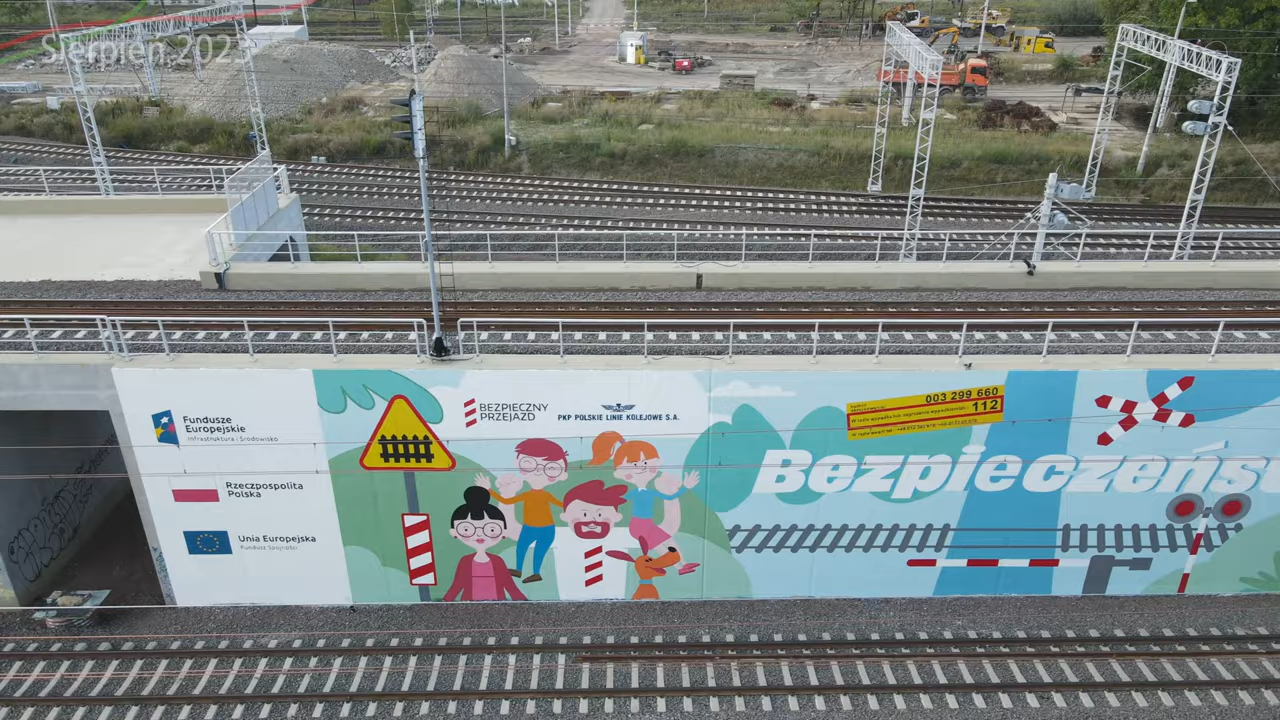 Sierpień 202
Fundusze
Europejskie
Infrastruktura i Środowisko
Rzeczpospolita
Polska
Unia Europejska
Fundusz Spójności
BEZPIECZNY
PRZEJAZD
PKP POLSKIE LINIE KOLEJOWE S.A.
003 299 660
112
Bezpieczeńst